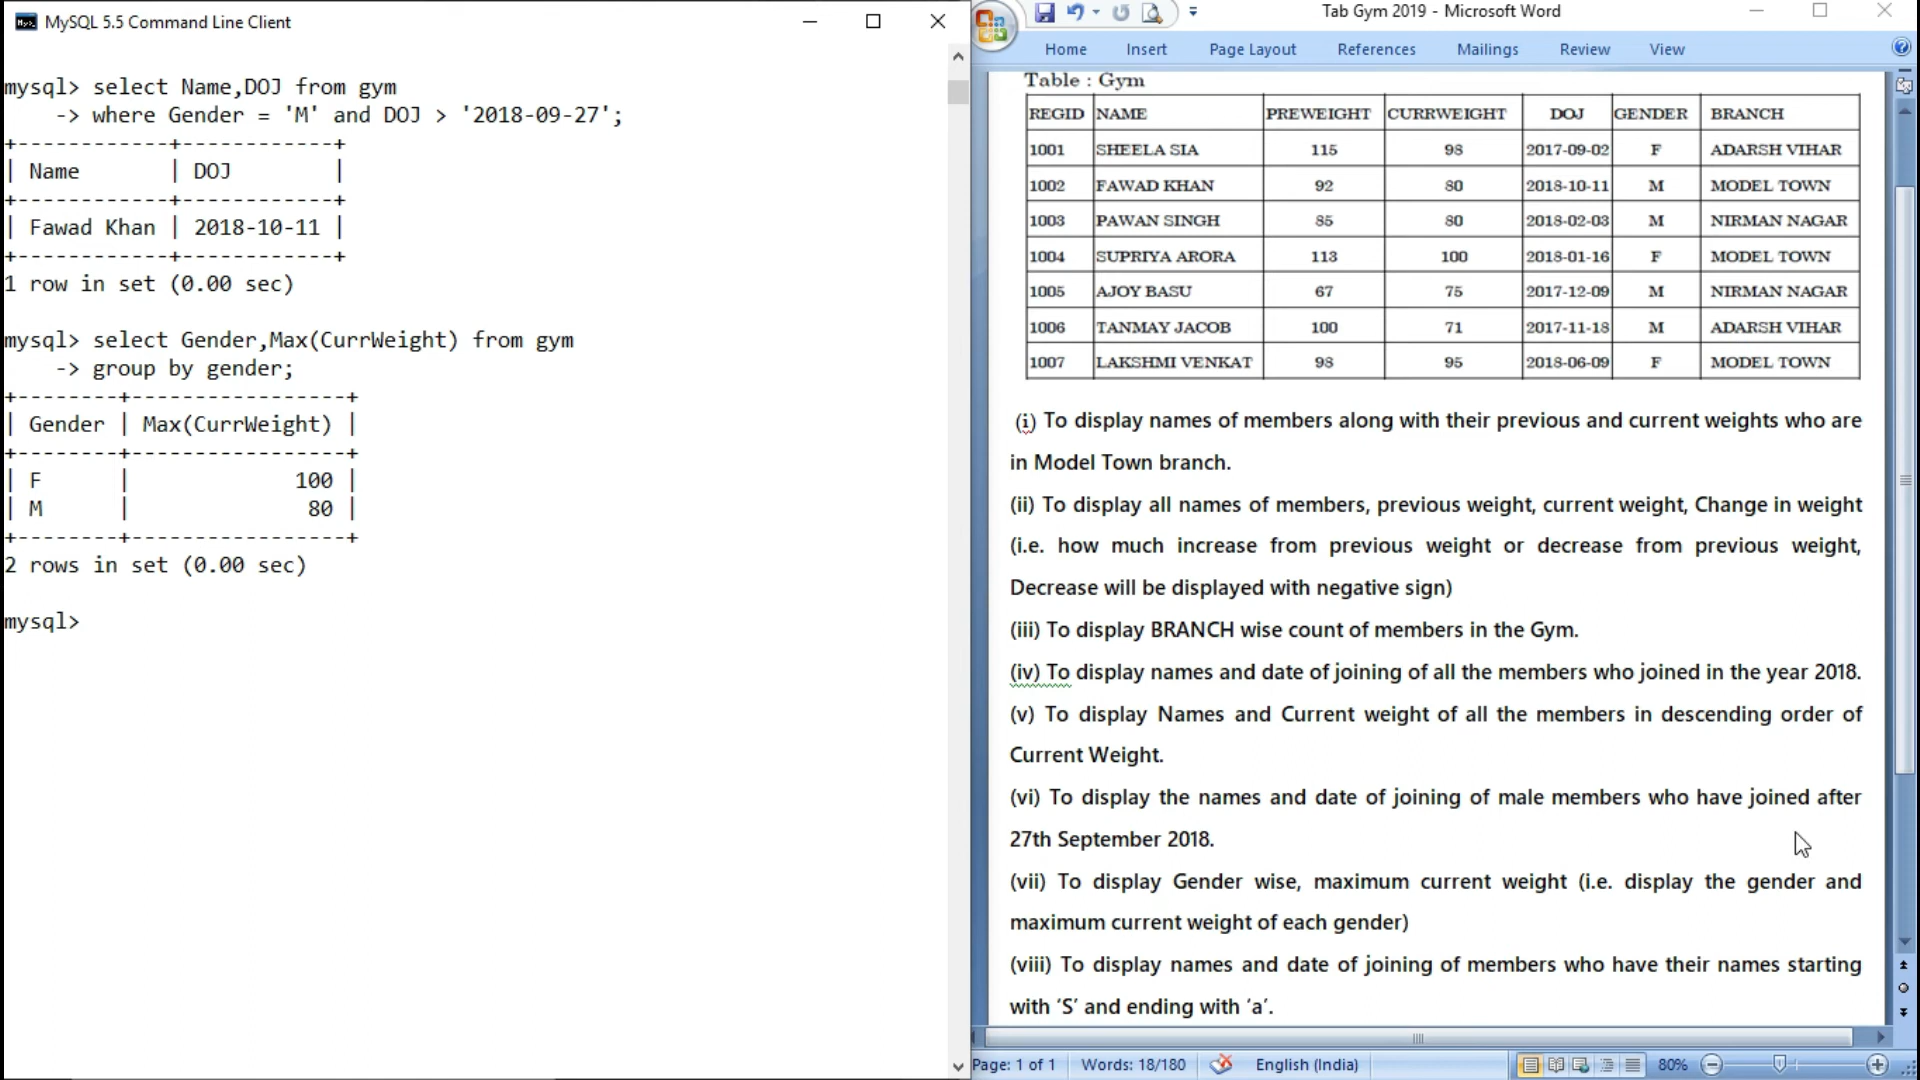 MySQL 5.5 Command Line Client
mysql> select Name,DOJ from gym
-> where Gender = 'M' and DOJ > '2018-09-27';
+------------+------------+
| Name | DOJ |
+------------+------------+
| Fawad Khan | 2018-10-11 |
+------------+------------+
1 row in set (0.00 sec)
mysql> select Gender,Max(CurrWeight) from gym
-> group by gender;
+--------+-----------------+
| Gender | Max(CurrWeight) |
+--------+-----------------+
| F | 100 |
| M | 80 |
+--------+-----------------+
2 rows in set (0.00 sec)
mysql>
Tab Gym 2019 - Microsoft Word
Home Insert Page Layout References Mailings Review View
Table : Gym
REGID NAME PREWEIGHT CURRWEIGHT DOJ GENDER BRANCH
1001 SHEELA SIA 115 98 2017-09-02 F ADARSH VIHAR
1002 FAWAD KHAN 92 80 2018-10-11 M MODEL TOWN
1003 PAWAN SINGH 85 80 2018-02-03 M NIRMAN NAGAR
1004 SUPRIYA ARORA 113 100 2018-01-16 F MODEL TOWN
1005 AJOY BASU 67 75 2017-12-09 M NIRMAN NAGAR
1006 TANMAY JACOB 100 71 2017-11-18 M ADARSH VIHAR
1007 LAKSHMI VENKAT 98 95 2018-06-09 F MODEL TOWN
(i) To display names of members along with their previous and current weights who are
in Model Town branch.
(ii) To display all names of members, previous weight, current weight, Change in weight
(i.e. how much increase from previous weight or decrease from previous weight,
Decrease will be displayed with negative sign)
(iii) To display BRANCH wise count of members in the Gym.
(iv) To display names and date of joining of all the members who joined in the year 2018.
(v) To display Names and Current weight of all the members in descending order of
Current Weight.
(vi) To display the names and date of joining of male members who have joined after
27th September 2018.
(vii) To display Gender wise, maximum current weight (i.e. display the gender and
maximum current weight of each gender)
(viii) To display names and date of joining of members who have their names starting
with ‘S’ and ending with ‘a’.
Page: 1 of 1 Words: 18/180 English (India) 80%